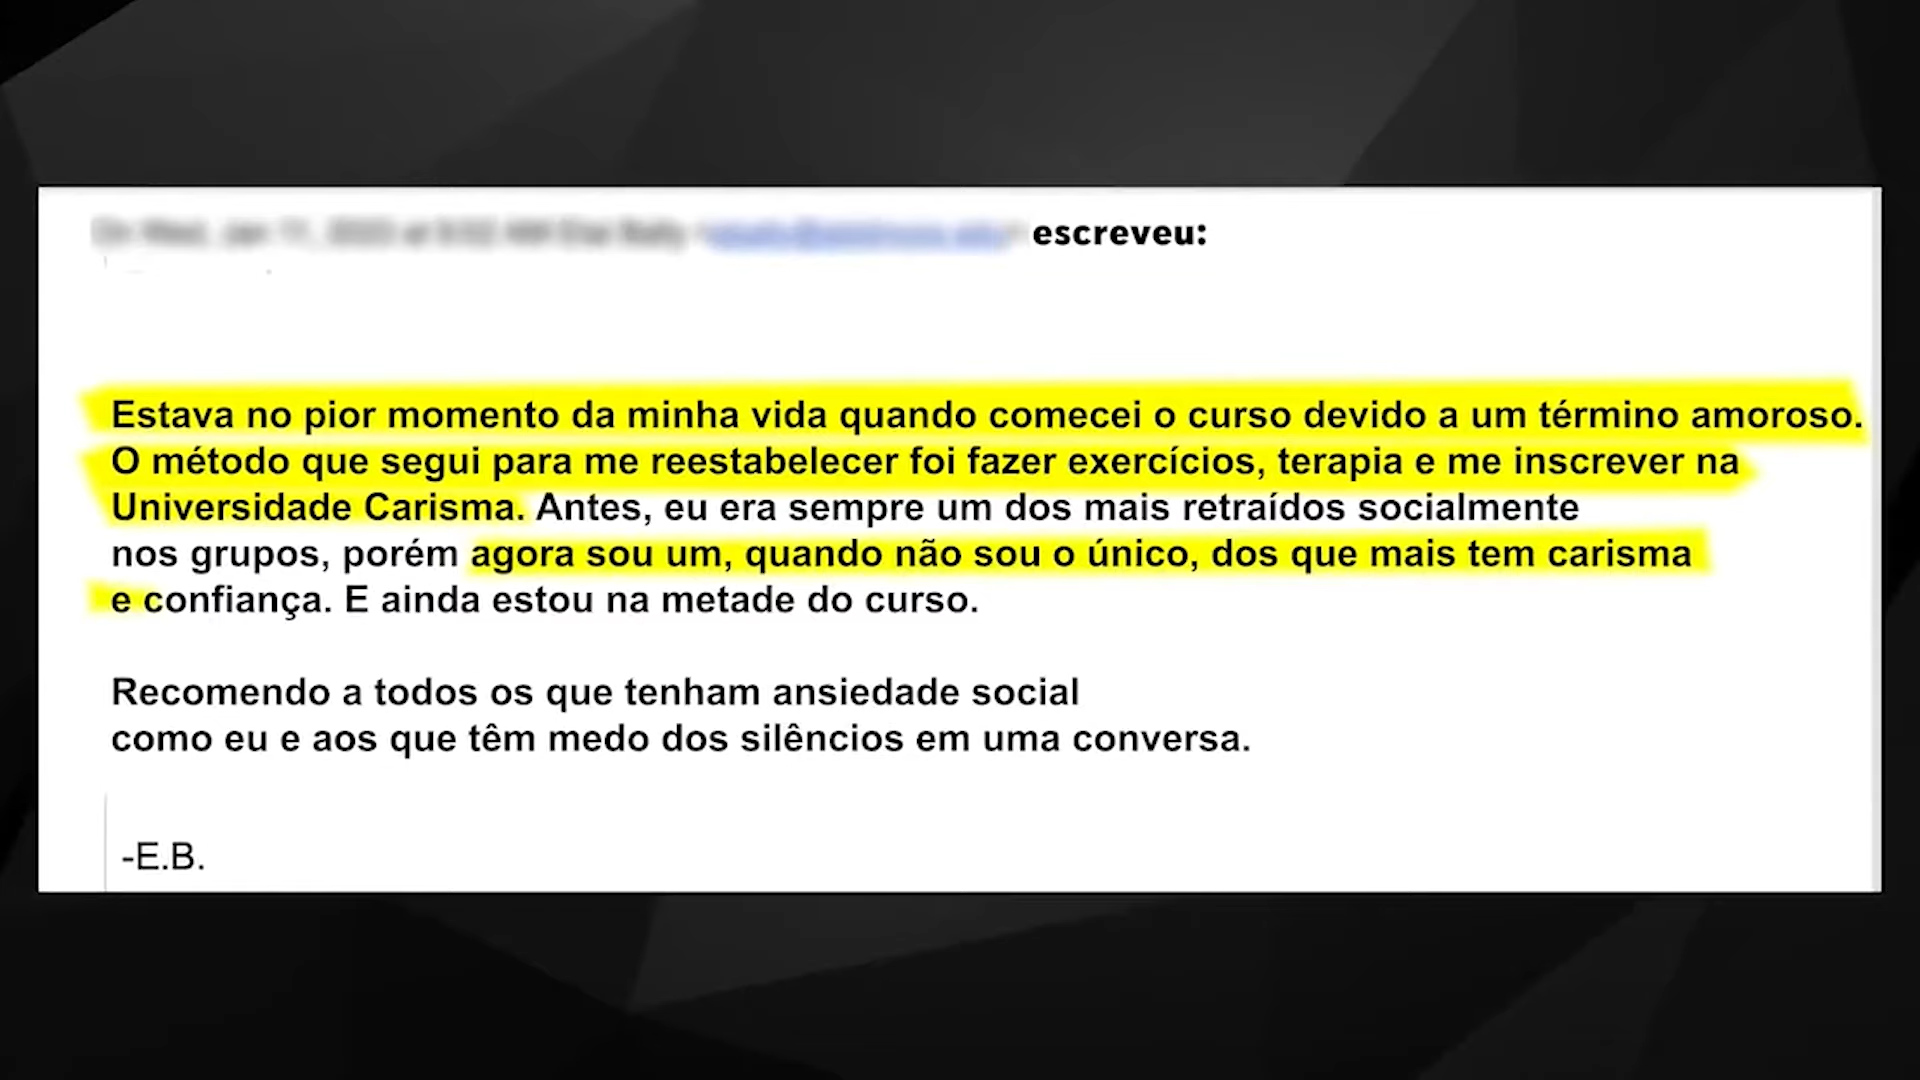 escreveu:
Estava no pior momento da minha vida quando comecei o curso devido a um término amoroso.
O método que segui para me reestabelecer foi fazer exercícios, terapia e me inscrever na
Universidade Carisma. Antes, eu era sempre um dos mais retraídos socialmente
nos grupos, porém agora sou um, quando não sou o único, dos que mais tem carisma
e confiança. E ainda estou na metade do curso.
Recomendo a todos os que tenham ansiedade social
como eu e aos que têm medo dos silêncios em uma conversa.
-E.B.